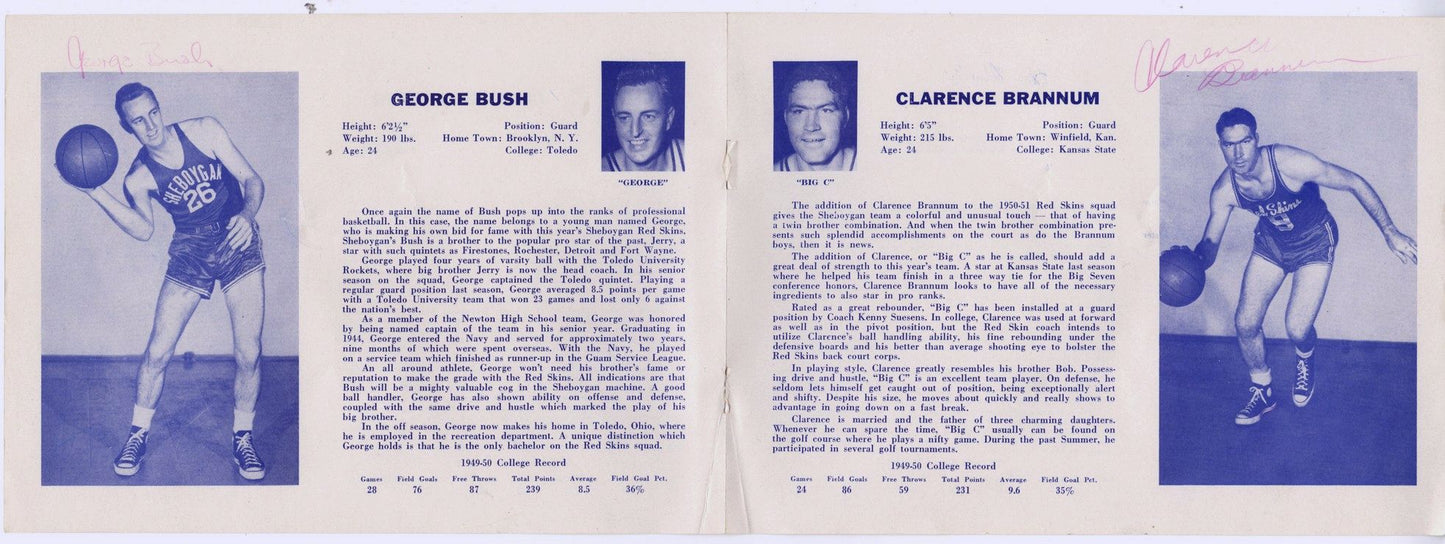 George Bush
SHEBOYGAN
26
GEORGE BUSH
Height: 6'2½"
Position: Guard
Weight: 190 lbs.
Home Town: Brooklyn, N. Y.
Age: 24
College: Toledo
"GEORGE"
Once again the name of Bush pops up into the ranks of professional
basketball. In this case, the name belongs to a young man named George,
who is making his own bid for fame with this year's Sheboygan Red Skins.
Sheboygan's Bush is a brother to the popular pro star of the past, Jerry, a
star with such quintets as Firestones, Rochester, Detroit and Fort Wayne.
George played four years of varsity ball with the Toledo University
Rockets, where big brother Jerry is now the head coach. In his senior
season on the squad, George captained the Toledo quintet. Playing a
regular guard position last season, George averaged 8.5 points per game
with a Toledo University team that won 23 games and lost only 6 against
the nation's best.
As a member of the Newton High School team, George was honored
by being named captain of the team in his senior year. Graduating in
1944, George entered the Navy and served for approximately two years,
nine months of which were spent overseas. With the Navy, he played
on a service team which finished as runner-up in the Guam Service League.
An all around athlete, George won't need his brother's fame or
reputation to make the grade with the Red Skins. All indications are that
Bush will be a mighty valuable cog in the Sheboygan machine. A good
ball handler, George has also shown ability on offense and defense,
coupled with the same drive and hustle which marked the play of his
big brother.
In the off season, George now makes his home in Toledo, Ohio, where
he is employed in the recreation department. A unique distinction which
George holds is that he is the only bachelor on the Red Skins squad.
1949-50 College Record
Games Field Goals Free Throws Total Points Average Field Goal Pct.
28 76 87 239 8.5 36%
CLARENCE BRANNUM
Height: 6'5"
Position: Guard
Weight: 215 lbs.
Home Town: Winfield, Kan.
Age: 24
College: Kansas State
"BIG C"
The addition of Clarence Brannum to the 1950-51 Red Skins squad
gives the Sheboygan team a colorful and unusual touch — that of having
a twin brother combination. And when the twin brother combination pre-
sents such splendid accomplishments on the court as do the Brannum
boys, then it is news.
The addition of Clarence, or "Big C" as he is called, should add a
great deal of strength to this year's team. A star at Kansas State last season
where he helped his team finish in a three way tie for the Big Seven
conference honors, Clarence Brannum looks to have all of the necessary
ingredients to also star in pro ranks.
Rated as a great rebounder, "Big C" has been installed at a guard
position by Coach Kenny Suesens. In college, Clarence was used at forward
as well as in the pivot position, but the Red Skin coach intends to
utilize Clarence's ball handling ability, his fine rebounding under the
defensive boards and his better than average shooting eye to bolster the
Red Skins back court corps.
In playing style, Clarence greatly resembles his brother Bob. Possess-
ing drive and hustle, "Big C" is an excellent team player. On defense, he
seldom lets himself get caught out of position, being exceptionally alert
and shifty. Despite his size, he moves about quickly and really shows to
advantage in going down on a fast break.
Clarence is married and the father of three charming daughters.
Whenever he can spare the time, "Big C" usually can be found on
the golf course where he plays a nifty game. During the past Summer, he
participated in several golf tournaments.
1949-50 College Record
Games Field Goals Free Throws Total Points Average Field Goal Pct.
24 86 59 231 9.6 35%
Clarence
Brannum
Skins